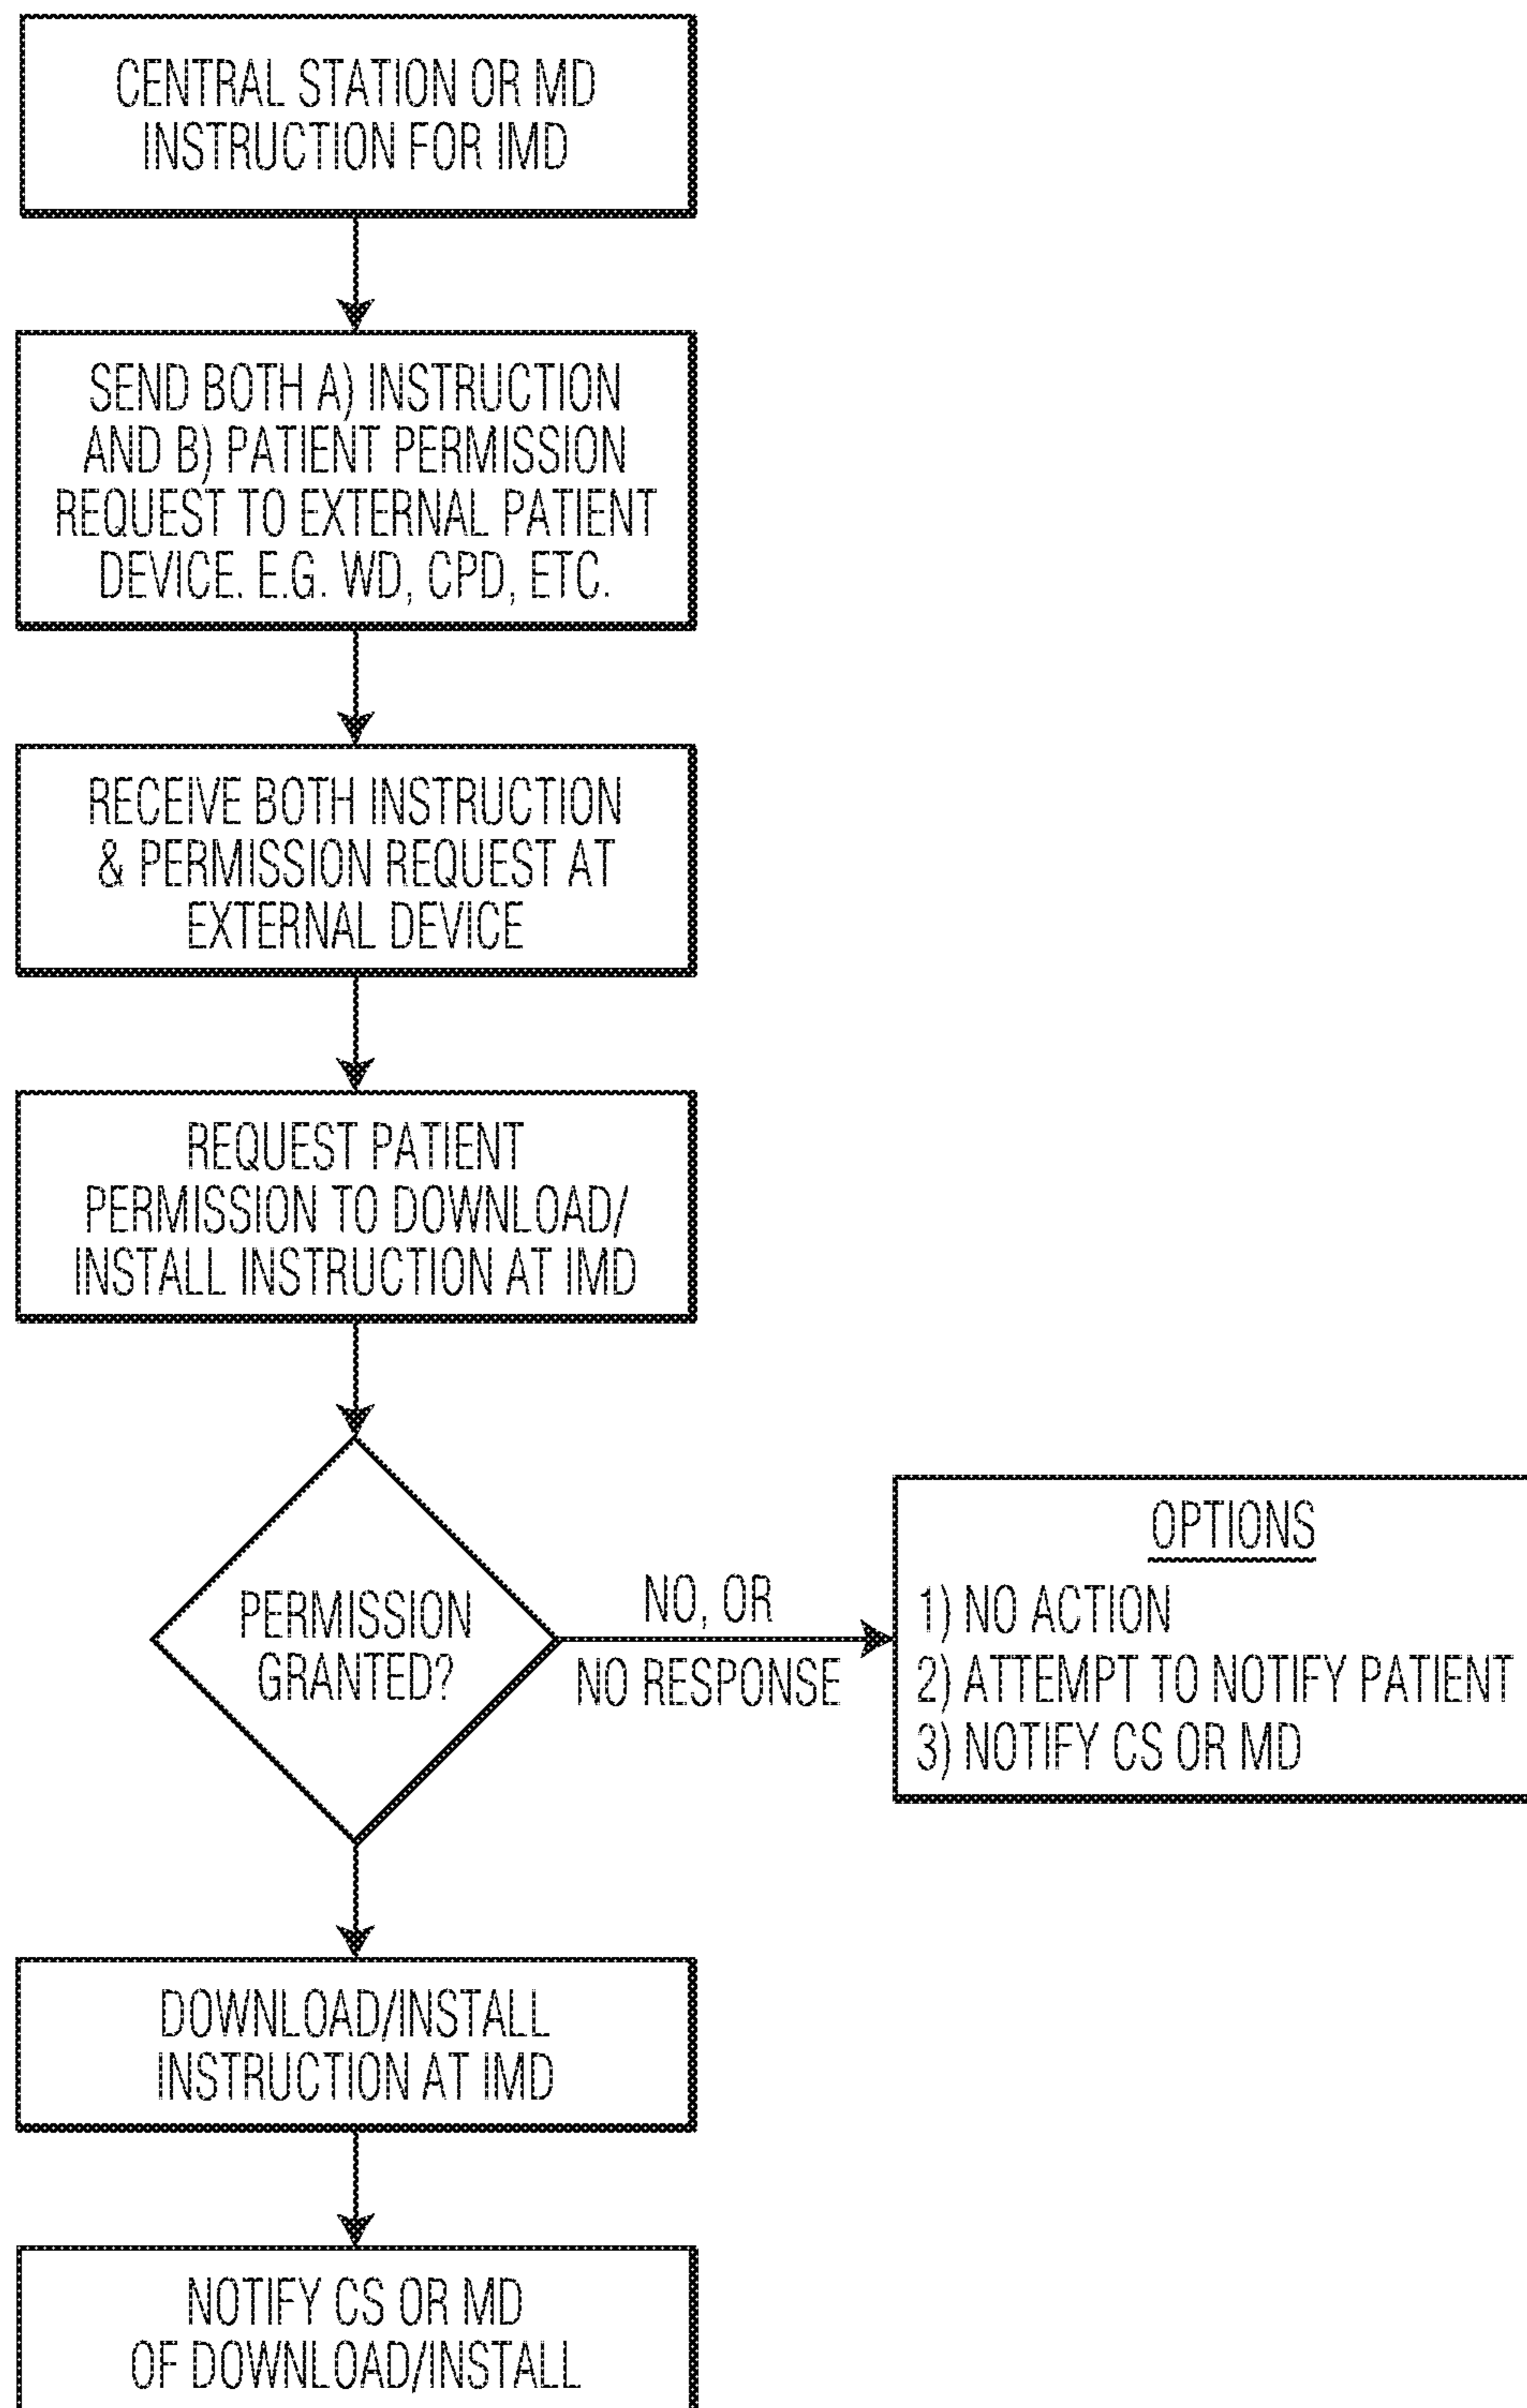 CENTRAL STATION OR MD
INSTRUCTION FOR IMD
SEND BOTH A) INSTRUCTION
AND B) PATIENT PERMISSION
REQUEST TO EXTERNAL PATIENT
DEVICE. E.G. WD, CPD, ETC.
RECEIVE BOTH INSTRUCTION
& PERMISSION REQUEST AT
EXTERNAL DEVICE
REQUEST PATIENT
PERMISSION TO DOWNLOAD/
INSTALL INSTRUCTION AT IMD
PERMISSION
GRANTED?
NO, OR
NO RESPONSE
OPTIONS
1) NO ACTION
2) ATTEMPT TO NOTIFY PATIENT
3) NOTIFY CS OR MD
DOWNLOAD/INSTALL
INSTRUCTION AT IMD
NOTIFY CS OR MD
OF DOWNLOAD/INSTALL